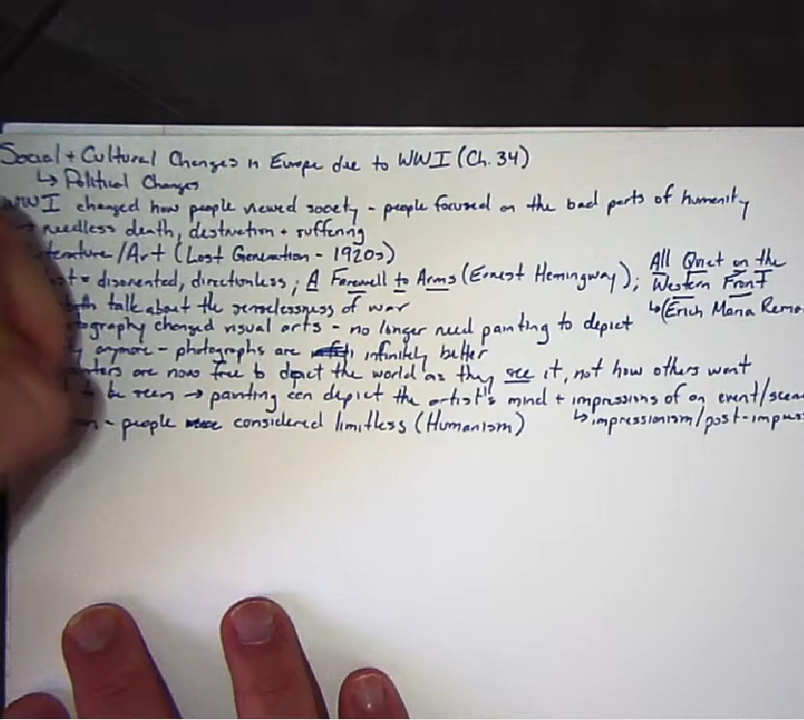 Social + Cultural Changes in Europe due to WWI (Ch. 34)
↳ Political Changes
WWI changed how people viewed society - people focused on the bad parts of humanity
→ needless death, destruction + suffering
/Art (Lost Generation - 1920s)
= disoriented, directionless; A Farewell to Arms (Ernest Hemingway); All Quiet on the Western Front
↳ (Erich Maria Rema
talk about the senselessness of war
tography changed visual arts - no longer need painting to depict
anymore - photographs are infinitely better
are now free to depict the world as they see it, not how others want
be seen → painting can depict the artist's mind + impressions of an event/scen
↳ impressionism/post-impres
- people considered limitless (Humanism)